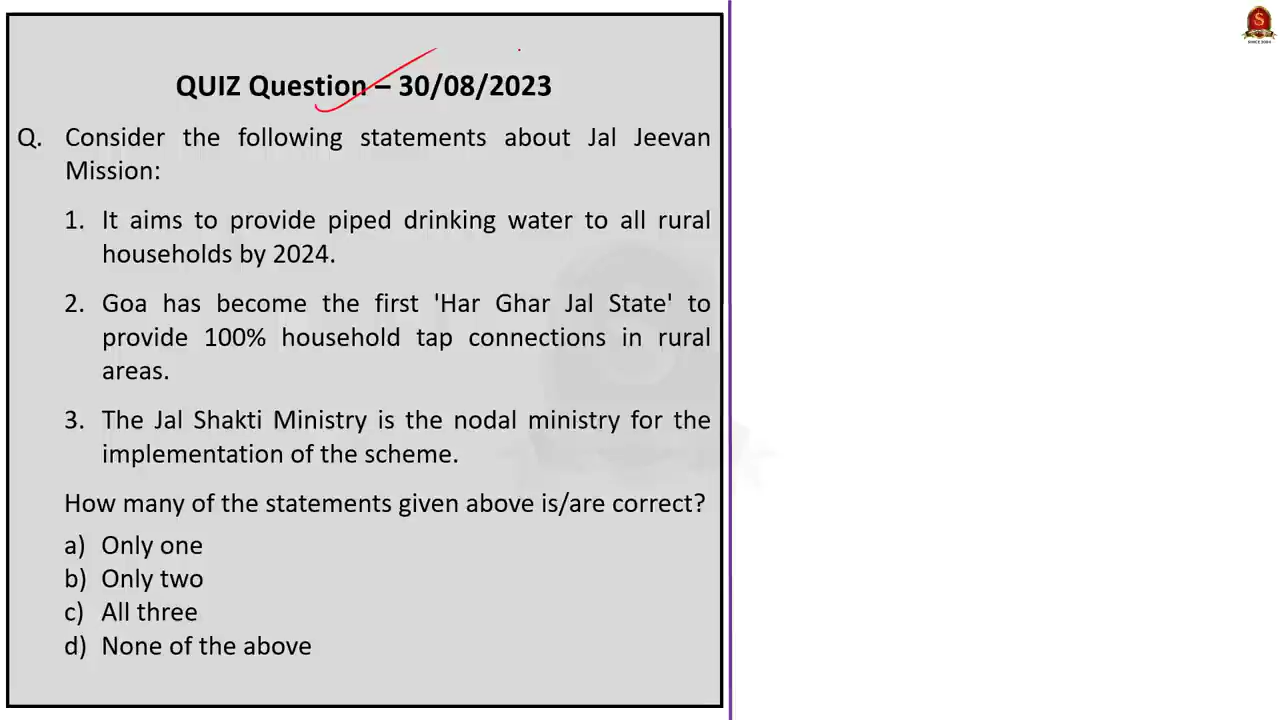 QUIZ Question – 30/08/2023
Q. Consider the following statements about Jal Jeevan
Mission:
1. It aims to provide piped drinking water to all rural
households by 2024.
2. Goa has become the first 'Har Ghar Jal State' to
provide 100% household tap connections in rural
areas.
3. The Jal Shakti Ministry is the nodal ministry for the
implementation of the scheme.
How many of the statements given above is/are correct?
a) Only one
b) Only two
c) All three
d) None of the above
S